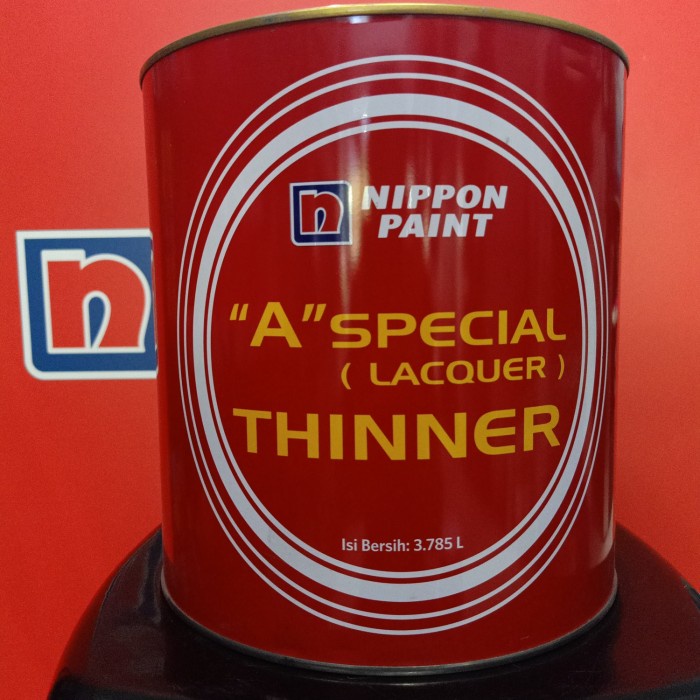 n NIPPON
PAINT
"A" SPECIAL
( LACQUER )
THINNER
Isi Bersih: 3.785 L
n